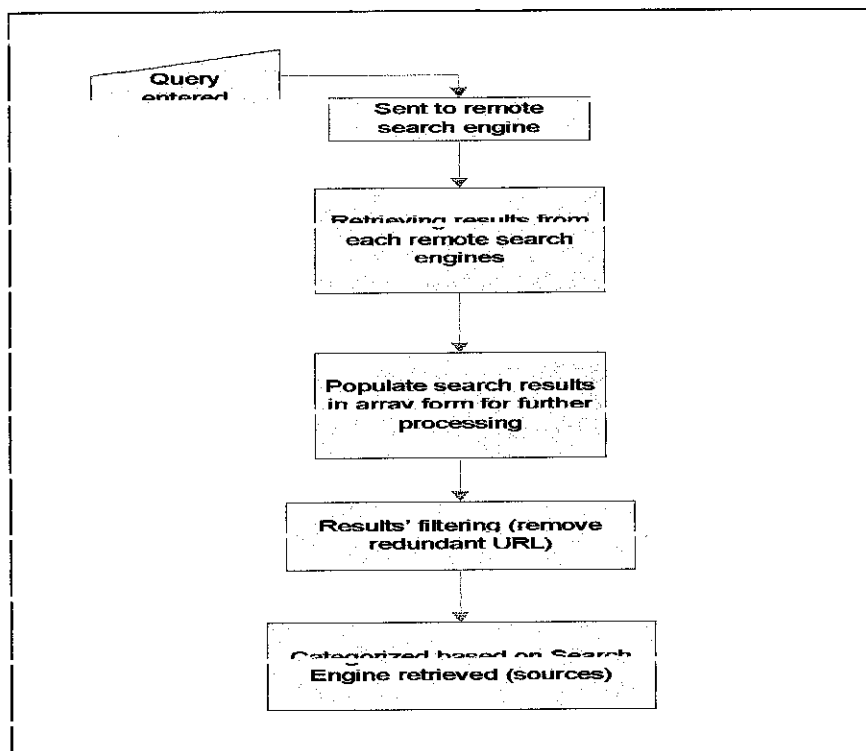 Query
entered
Sent to remote
search engine
Retrieving results from
each remote search
engines
Populate search results
in array form for further
processing
Results' filtering (remove
redundant URL)
Categorized based on Search
Engine retrieved (sources)